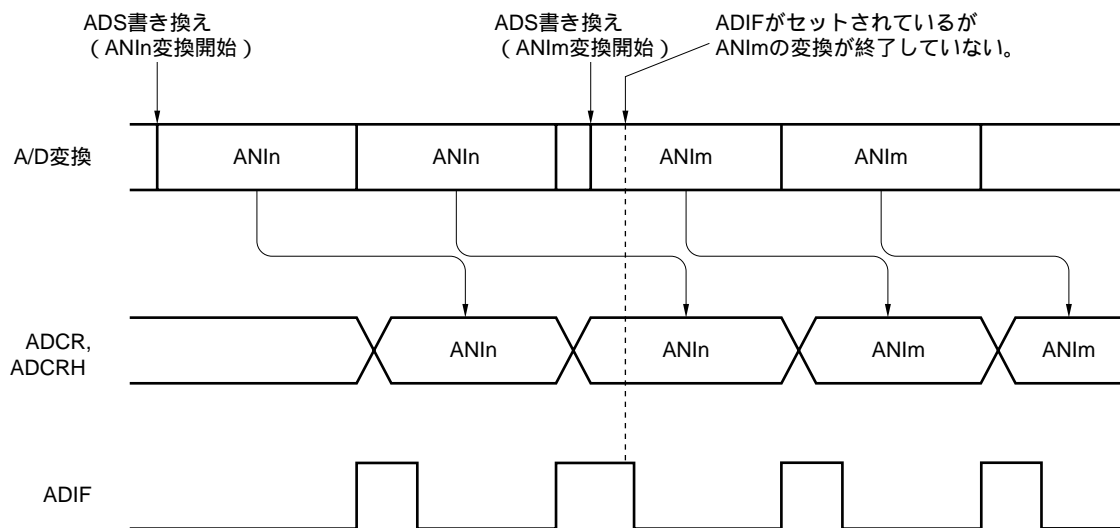 ADS書き換え
（ANIn変換開始）
ADS書き換え
（ANIm変換開始）
ADIFがセットされているが
ANImの変換が終了していない。
A/D変換
ANIn
ANIn
ANIm
ANIm
ADCR,
ADCRH
ANIn
ANIn
ANIm
ANIm
ADIF